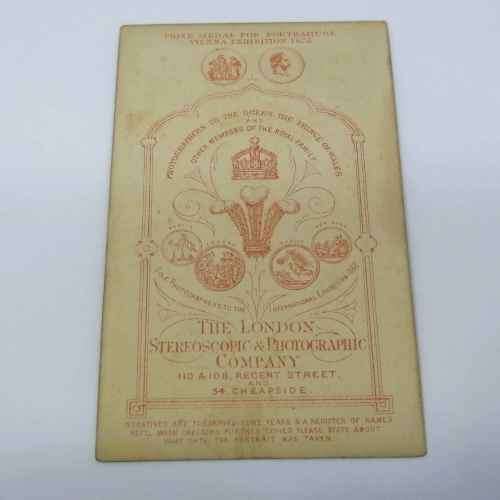 PRIZE MEDAL FOR PORTRAITURE
VIENNA EXHIBITION 1873
PHOTOGRAPHERS TO THE QUEEN, THE PRINCE OF WALES
AND
OTHER MEMBERS OF THE ROYAL FAMILY
SOLE PHOTOGRAPHERS TO THE INTERNATIONAL EXHIBITION 1862
THE LONDON
STEREOSCOPIC & PHOTOGRAPHIC
COMPANY
110 & 108, REGENT STREET,
AND
54, CHEAPSIDE.
NEGATIVES ARE PRESERVED SOME YEARS & A REGISTER OF NAMES
KEPT, WHEN ORDERING FURTHER COPIES PLEASE STATE ABOUT
WHAT DATE THE PORTRAIT WAS TAKEN.